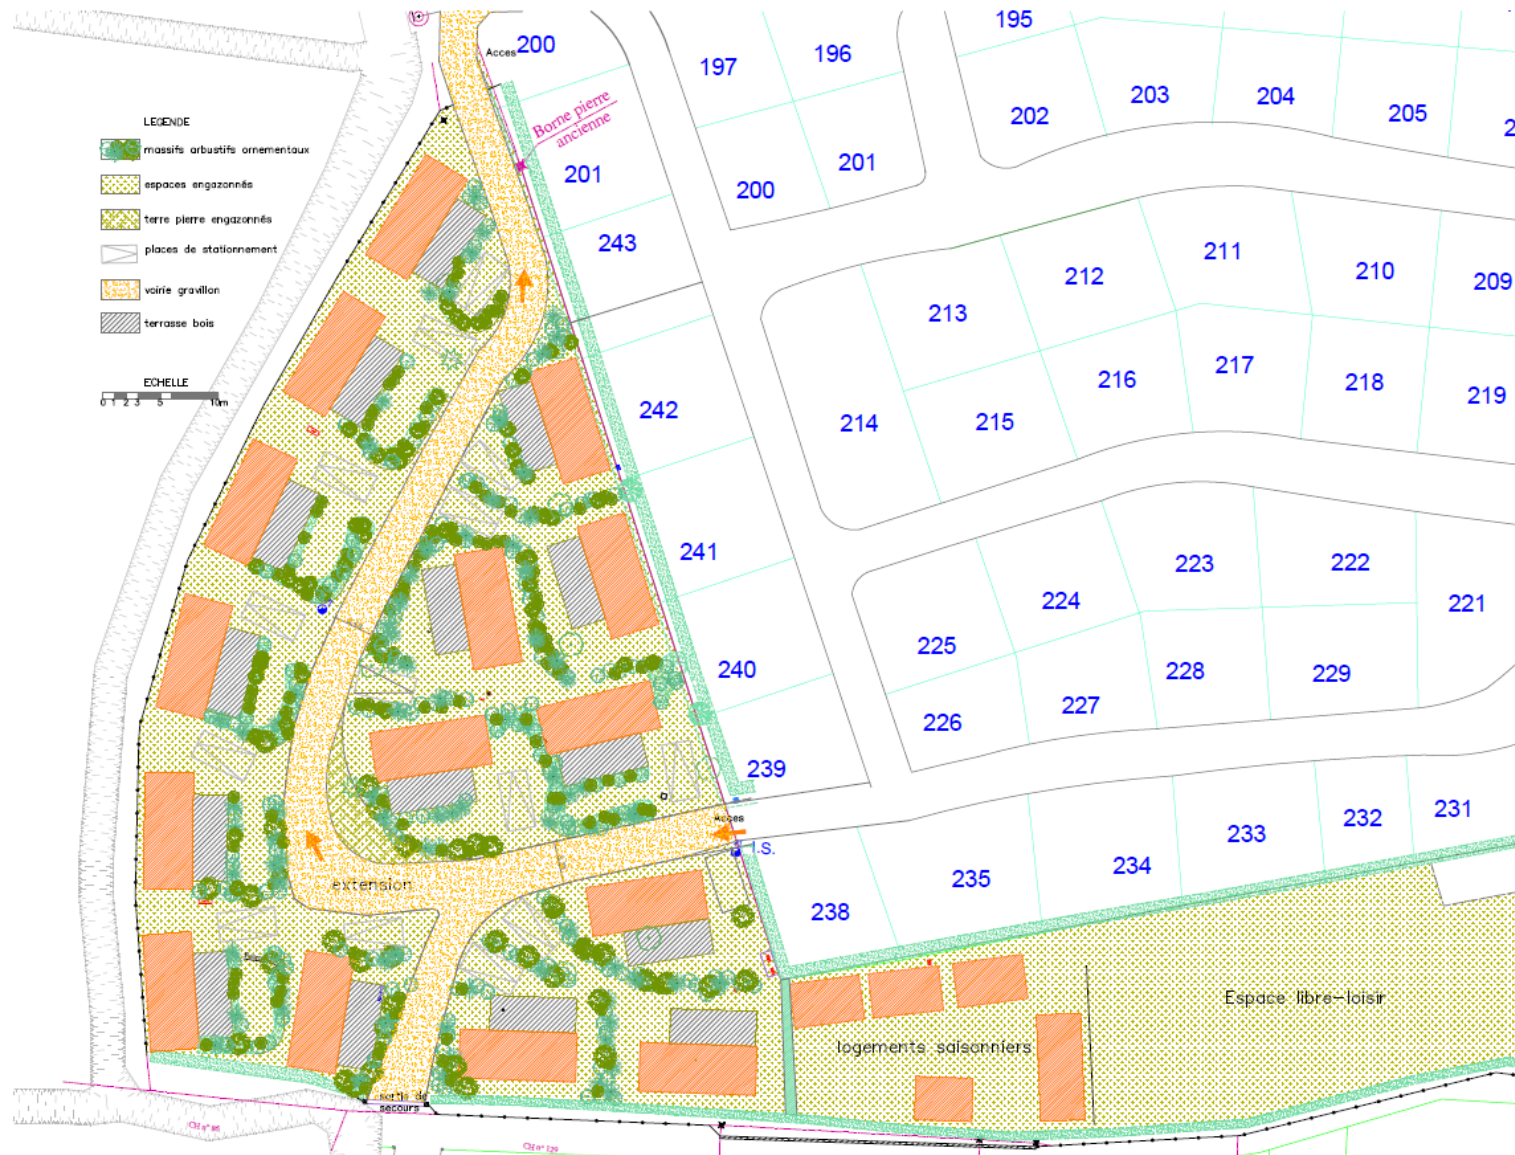 LEGENDE
massifs arbustifs ornementaux
espaces engazonnés
terre pierre engazonnés
places de stationnement
voirie gravillon
terrasse bois
ECHELLE
0 1 2 3 5 10m
Acces
200
Borne pierre
ancienne
201
243
242
241
240
239
197
196
200
201
195
202
203
204
205
213
212
211
210
209
214
215
216
217
218
219
225
224
223
222
221
226
227
228
229
238
235
234
233
232
231
Acces
I.S.
extension
Espace libre-loisir
logements saisonniers
sortie de
secours
CH n° 129